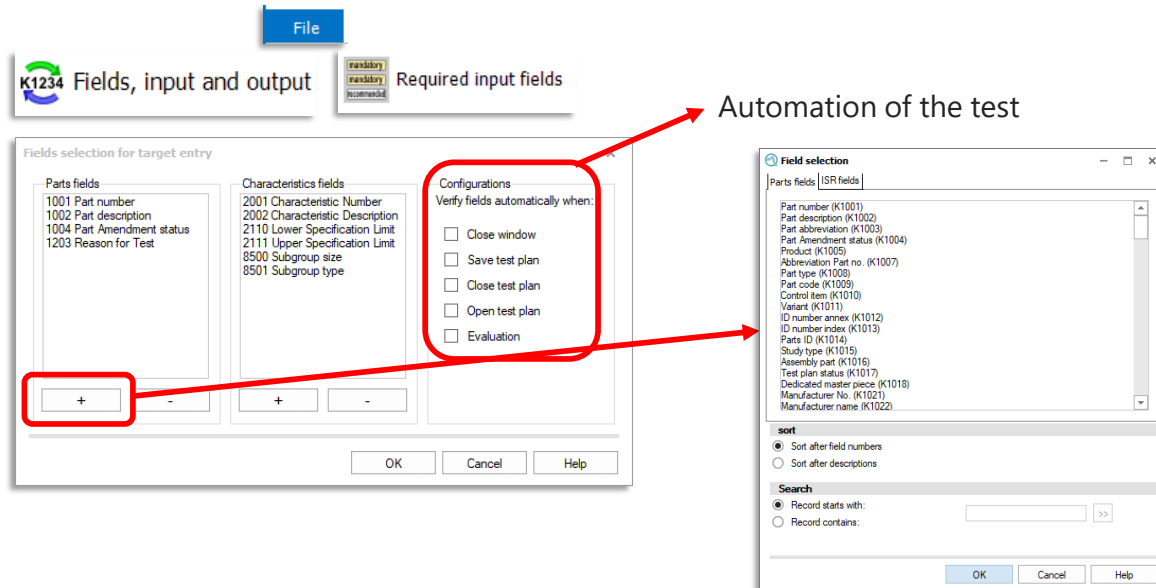 File
K1234 Fields, input and output
mandatory
mandatory
recommended
Required input fields
Automation of the test
Fields selection for target entry
Parts fields
1001 Part number
1002 Part description
1004 Part Amendment status
1203 Reason for Test
+ -
Characteristics fields
2001 Characteristic Number
2002 Characteristic Description
2110 Lower Specification Limit
2111 Upper Specification Limit
8500 Subgroup size
8501 Subgroup type
+ -
Configurations
Verify fields automatically when:
Close window
Save test plan
Close test plan
Open test plan
Evaluation
OK Cancel Help
Field selection
Parts fields ISR fields
Part number (K1001)
Part description (K1002)
Part abbreviation (K1003)
Part Amendment status (K1004)
Product (K1005)
Abbreviation Part no. (K1007)
Part type (K1008)
Part code (K1009)
Control item (K1010)
Variant (K1011)
ID number annex (K1012)
ID number index (K1013)
Parts ID (K1014)
Study type (K1015)
Assembly part (K1016)
Test plan status (K1017)
Dedicated master piece (K1018)
Manufacturer No. (K1021)
Manufacturer name (K1022)
sort
Sort after field numbers
Sort after descriptions
Search
Record starts with:
>>
Record contains:
OK Cancel Help